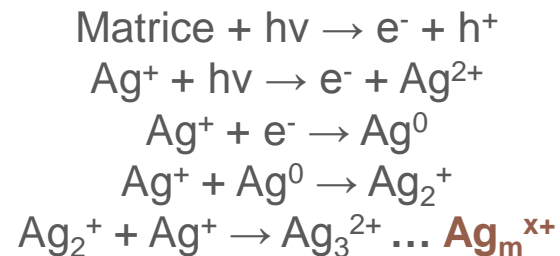 Matrice + hν → e⁻ + h⁺
Ag⁺ + hν → e⁻ + Ag²⁺
Ag⁺ + e⁻ → Ag⁰
Ag⁺ + Ag⁰ → Ag₂⁺
Ag₂⁺ + Ag⁺ → Ag₃²⁺ ... Agₘˣ⁺